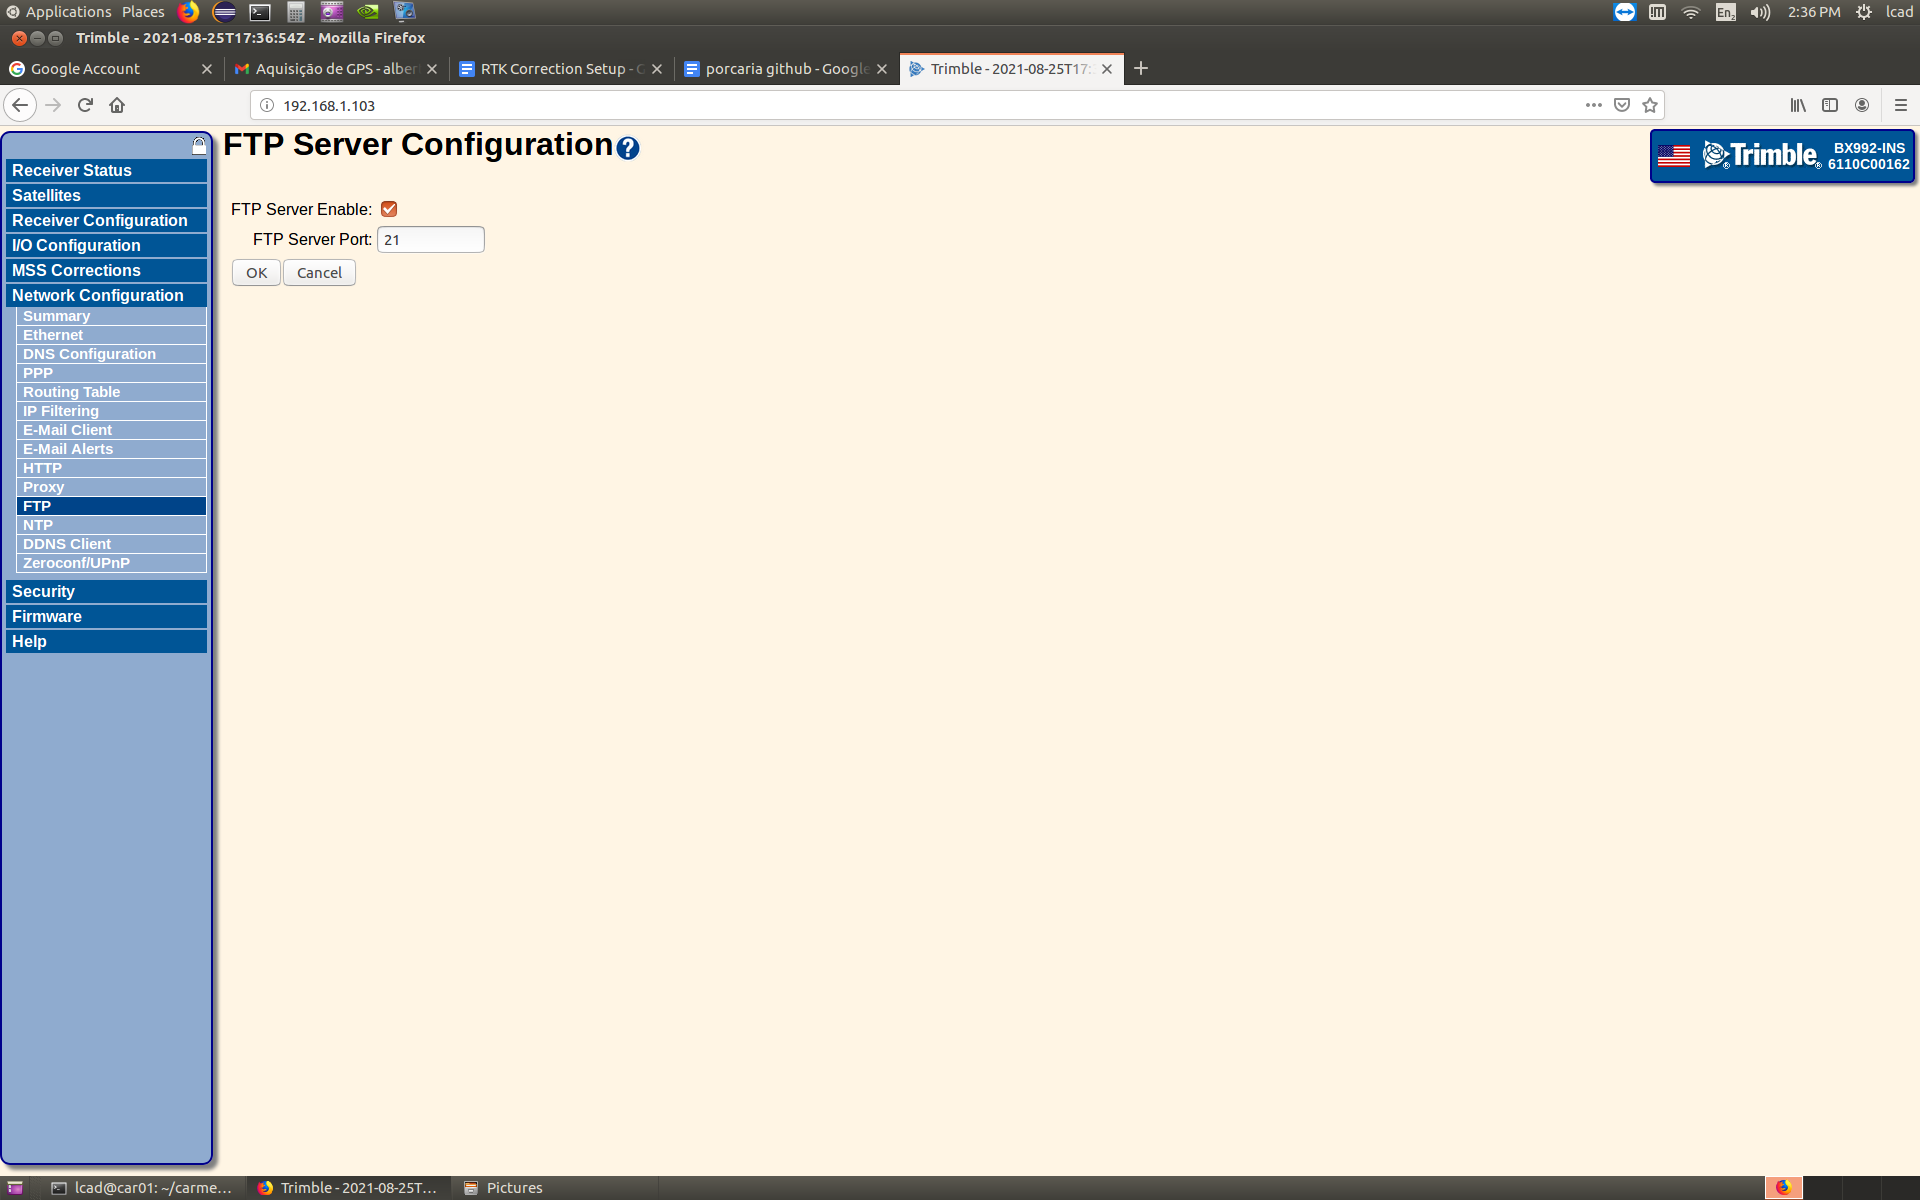 Applications Places En2 2:36 PM lcad
Trimble - 2021-08-25T17:36:54Z - Mozilla Firefox
Google Account Aquisição de GPS - alber RTK Correction Setup - G porcaria github - Google Trimble - 2021-08-25T17:
192.168.1.103
FTP Server Configuration ?
Trimble
BX992-INS
6110C00162
Receiver Status
Satellites
Receiver Configuration
I/O Configuration
MSS Corrections
Network Configuration
Summary
Ethernet
DNS Configuration
PPP
Routing Table
IP Filtering
E-Mail Client
E-Mail Alerts
HTTP
Proxy
FTP
NTP
DDNS Client
Zeroconf/UPnP
Security
Firmware
Help
FTP Server Enable:
FTP Server Port: 21
OK Cancel
lcad@car01: ~/carme... Trimble - 2021-08-25T... Pictures